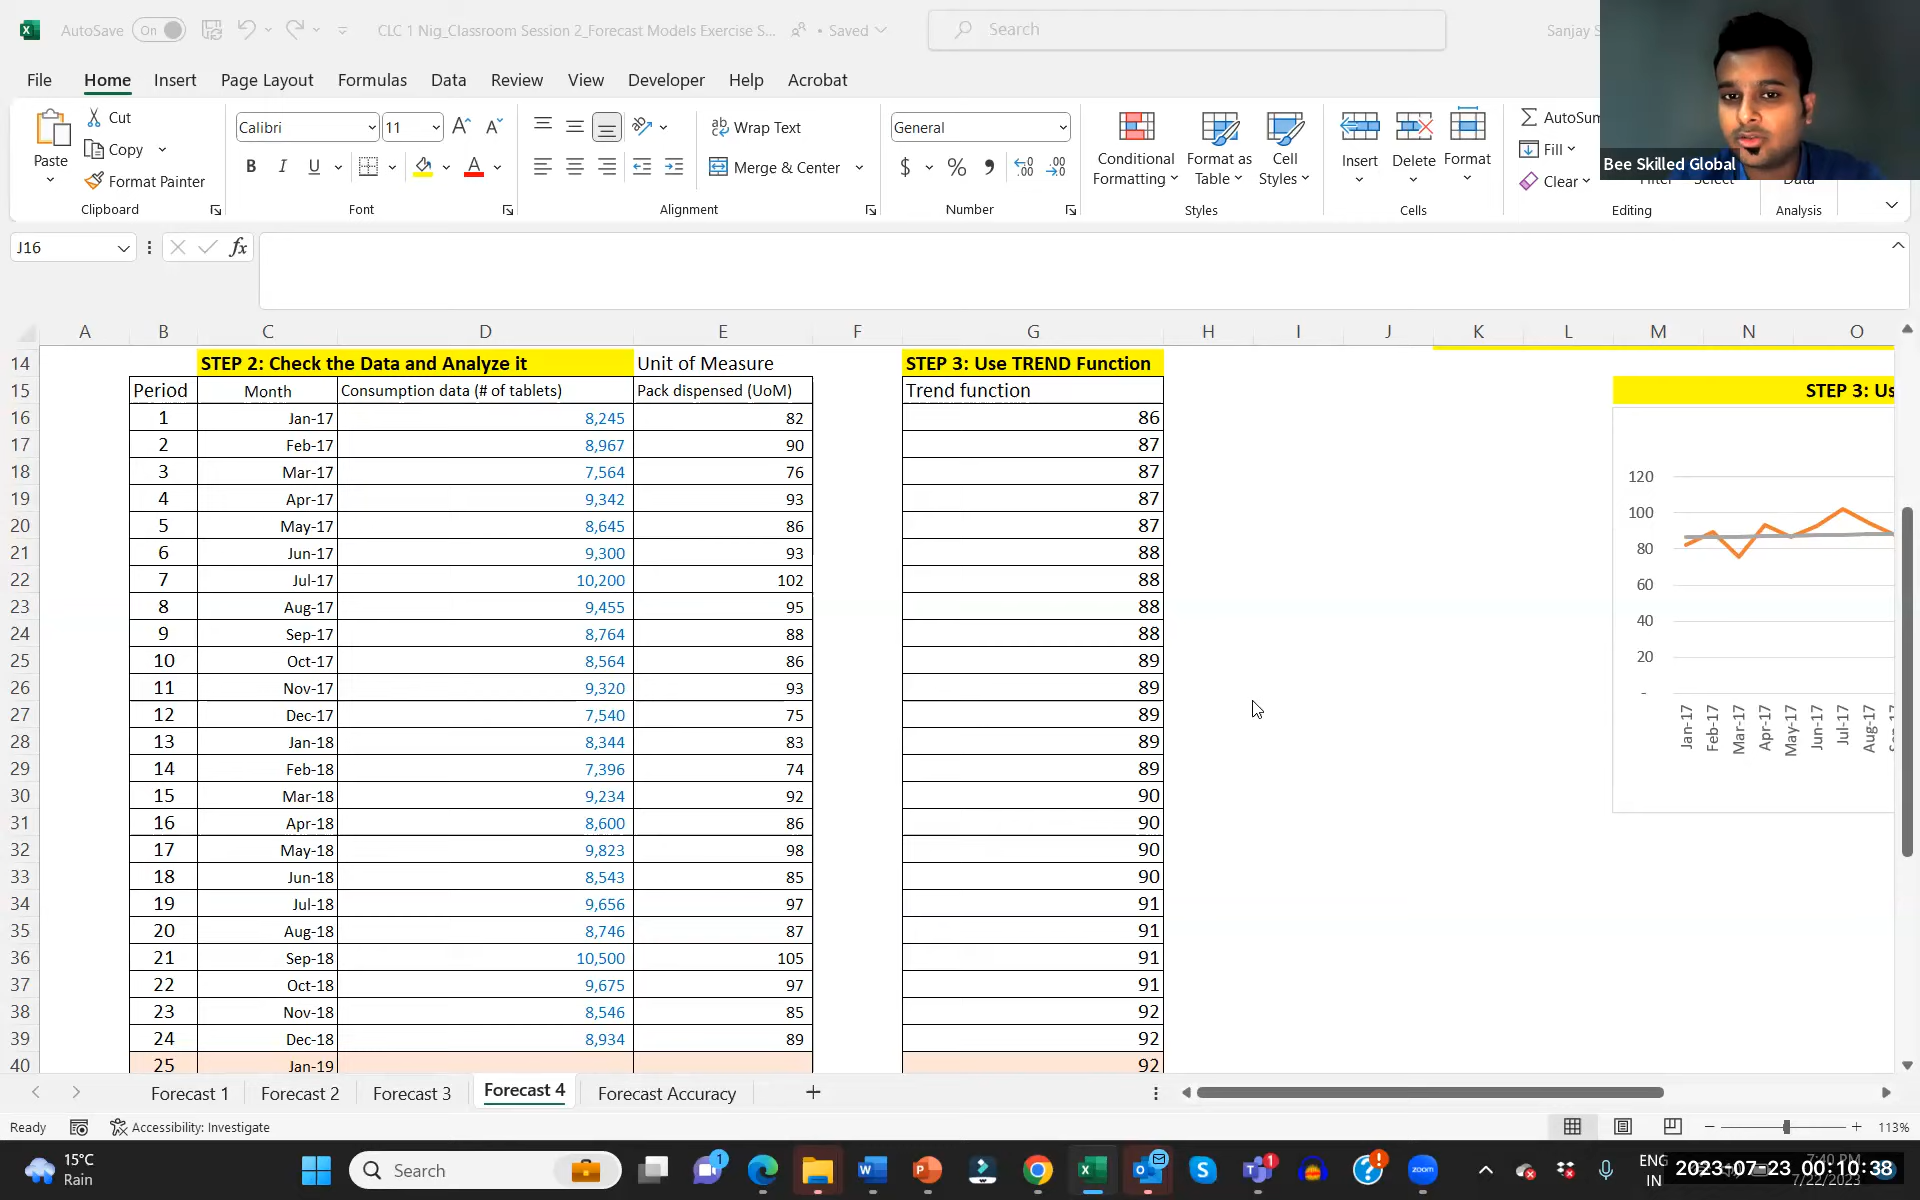 AutoSave On CLC 1 Nig_Classroom Session 2_Forecast Models Exercise S... • Saved Search Sanjay S
File Home Insert Page Layout Formulas Data Review View Developer Help Acrobat
Paste Cut Copy Format Painter Clipboard
Calibri 11 B I U A Font
ab Wrap Text Merge & Center Alignment
General $ % Number
Conditional Formatting Format as Table Cell Styles Styles
Insert Delete Format Cells
AutoSum Fill Clear Select Editing
Analysis
Bee Skilled Global
J16 fx
A B C D E F G H I J K L M N O
14 STEP 2: Check the Data and Analyze it Unit of Measure STEP 3: Use TREND Function
15 Period Month Consumption data (# of tablets) Pack dispensed (UoM) Trend function STEP 3: Us
16 1 Jan-17 8,245 82 86
17 2 Feb-17 8,967 90 87
18 3 Mar-17 7,564 76 87
19 4 Apr-17 9,342 93 87
20 5 May-17 8,645 86 87
21 6 Jun-17 9,300 93 88
22 7 Jul-17 10,200 102 88
23 8 Aug-17 9,455 95 88
24 9 Sep-17 8,764 88 88
25 10 Oct-17 8,564 86 89
26 11 Nov-17 9,320 93 89
27 12 Dec-17 7,540 75 89
28 13 Jan-18 8,344 83 89
29 14 Feb-18 7,396 74 89
30 15 Mar-18 9,234 92 90
31 16 Apr-18 8,600 86 90
32 17 May-18 9,823 98 90
33 18 Jun-18 8,543 85 90
34 19 Jul-18 9,656 97 91
35 20 Aug-18 8,746 87 91
36 21 Sep-18 10,500 105 91
37 22 Oct-18 9,675 97 91
38 23 Nov-18 8,546 85 92
39 24 Dec-18 8,934 89 92
40 25 Jan-19 92
120
100
80
60
40
20
-
Jan-17 Feb-17 Mar-17 Apr-17 May-17 Jun-17 Jul-17 Aug-17
Forecast 1 Forecast 2 Forecast 3 Forecast 4 Forecast Accuracy
Ready Accessibility: Investigate 113%
15°C
Rain
Search
1
1
zoom
ENG
IN
2023-07-23 00:10:38
7/22/2023